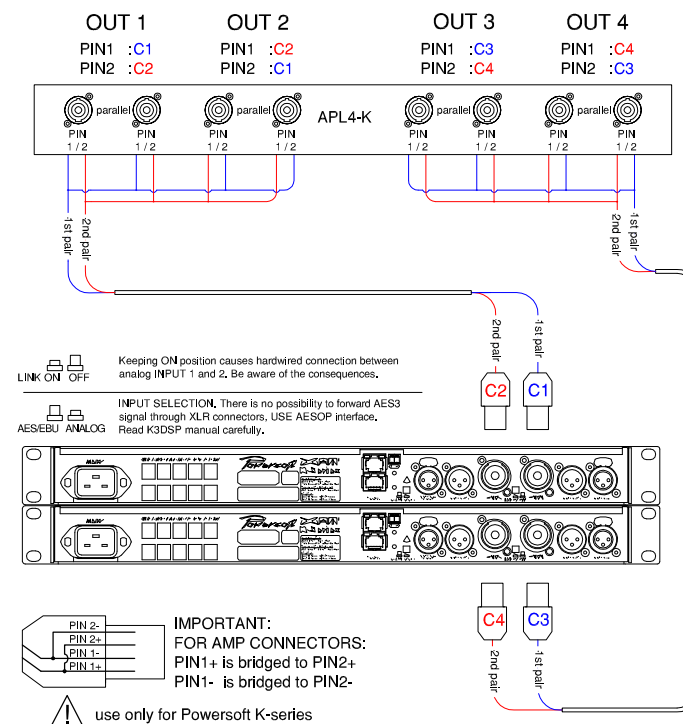 OUT 1 OUT 2 OUT 3 OUT 4
PIN1 :C1 PIN1 :C2 PIN1 :C3 PIN1 :C4
PIN2 :C2 PIN2 :C1 PIN2 :C4 PIN2 :C3
parallel parallel APL4-K parallel parallel
PIN PIN PIN PIN PIN PIN PIN PIN
1 / 2 1 / 2 1 / 2 1 / 2 1 / 2 1 / 2 1 / 2 1 / 2
1st pair 2nd pair 2nd pair 1st pair
2nd pair 1st pair
LINK ON OFF
Keeping ON position causes hardwired connection between
analog INPUT 1 and 2. Be aware of the consequences.
C2 C1
AES/EBU ANALOG
INPUT SELECTION. There is no possibility to forward AES3
signal through XLR connectors, USE AESOP interface.
Read K3DSP manual carefully.
Powersoft
Powersoft
C4 C3
2nd pair 1st pair
PIN 2-
PIN 2+
PIN 1-
PIN 1+
IMPORTANT:
FOR AMP CONNECTORS:
PIN1+ is bridged to PIN2+
PIN1- is bridged to PIN2-
use only for Powersoft K-series